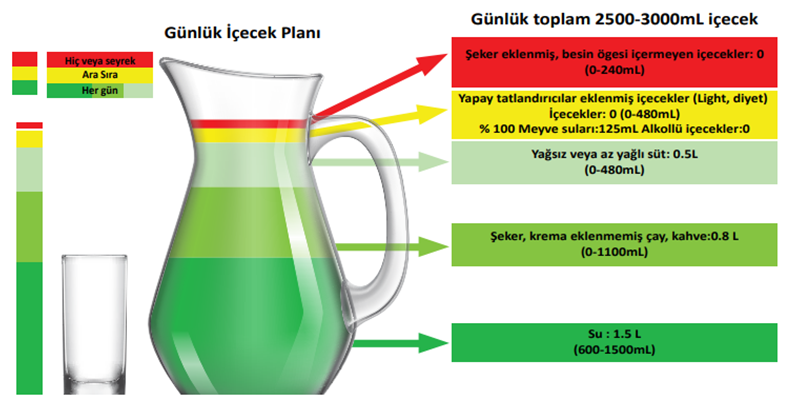 Günlük İçecek Planı
Günlük toplam 2500-3000mL içecek
Hiç veya seyrek
Ara Sıra
Her gün
Şeker eklenmiş, besin ögesi içermeyen içecekler: 0
(0-240mL)
Yapay tatlandırıcılar eklenmiş içecekler (Light, diyet)
İçecekler: 0 (0-480mL)
% 100 Meyve suları:125mL Alkollü içecekler:0
Yağsız veya az yağlı süt: 0.5L
(0-480mL)
Şeker, krema eklenmemiş çay, kahve:0.8 L
(0-1100mL)
Su : 1.5 L
(600-1500mL)